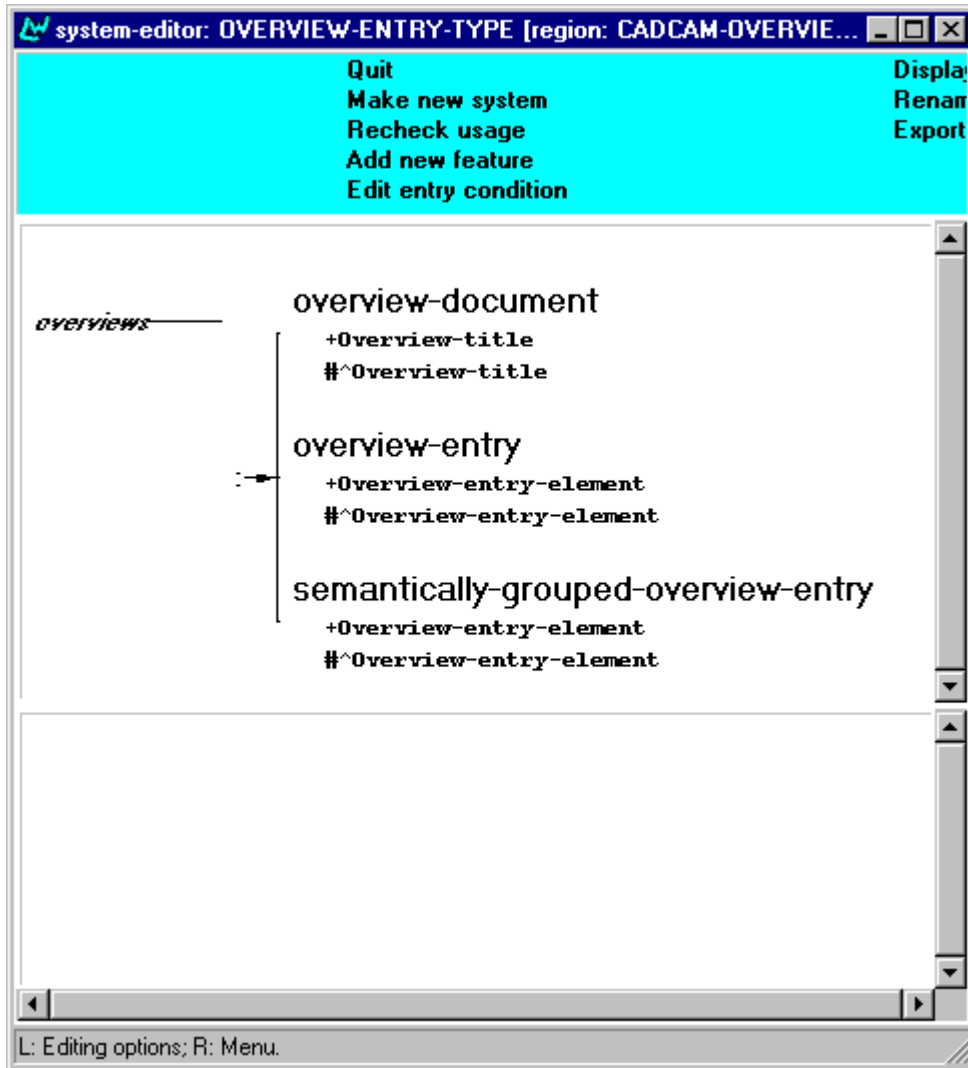 system-editor: OVERVIEW-ENTRY-TYPE [region: CADCAM-OVERVIE...
Quit
Make new system
Recheck usage
Add new feature
Edit entry condition
Display
Renam
Export
overviews
overview-document
+Overview-title
#^Overview-title
overview-entry
+Overview-entry-element
#^Overview-entry-element
semantically-grouped-overview-entry
+Overview-entry-element
#^Overview-entry-element
L: Editing options; R: Menu.